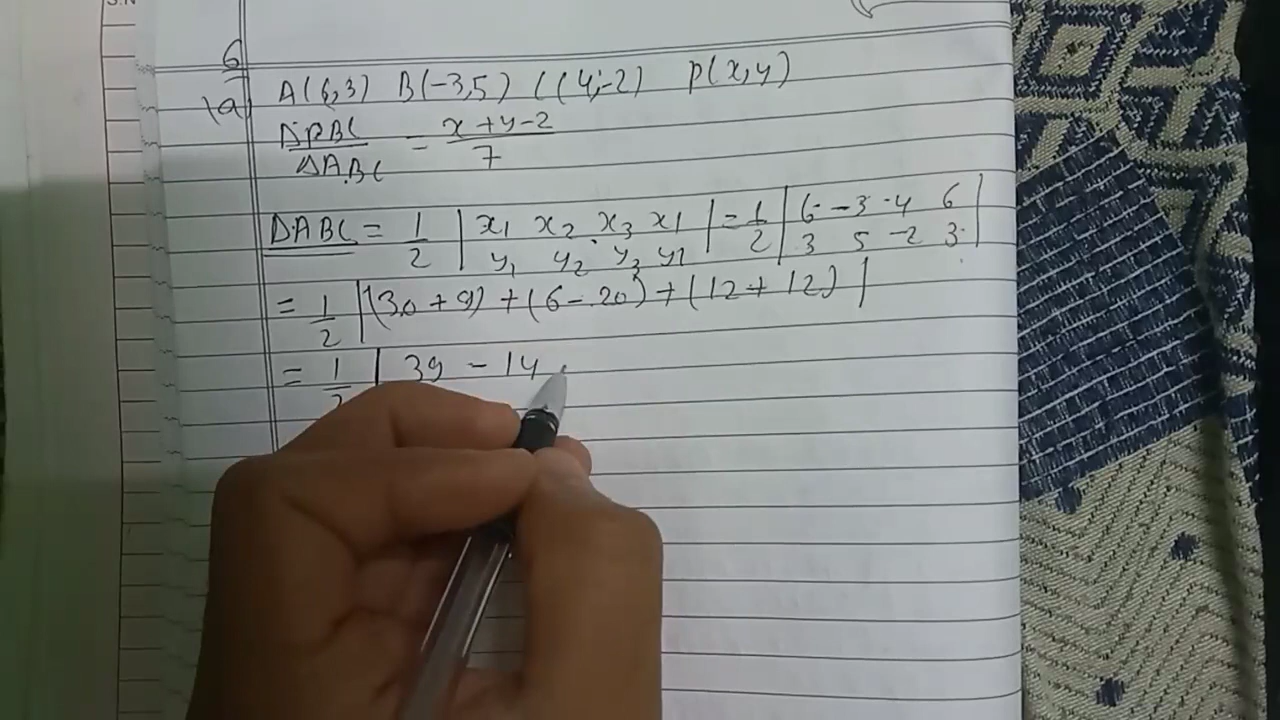 6
(a) A(6,3) B(-3,5) C(4,-2) P(x,y)
ΔPBC/ΔABC = x+y-2/7
ΔABC = 1/2 | x1 x2 x3 x1 | = 1/2 | 6 -3 -4 6 |
y1 y2 y3 y1 3 5 -2 3
= 1/2 |(30+9)+(6-20)+(12+12)|
= 1/2 | 39 - 14